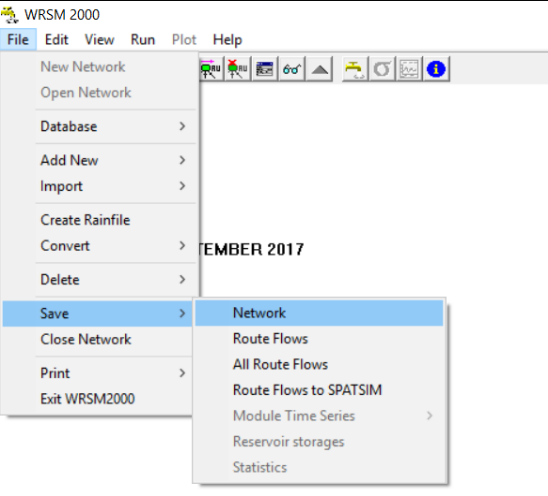 WRSM 2000
File Edit View Run Plot Help
New Network
Open Network
Database
Add New
Import
Create Rainfile
Convert
TEMBER 2017
Delete
Save
Network
Close Network
Route Flows
All Route Flows
Print
Route Flows to SPATSIM
Exit WRSM2000
Module Time Series
Reservoir storages
Statistics